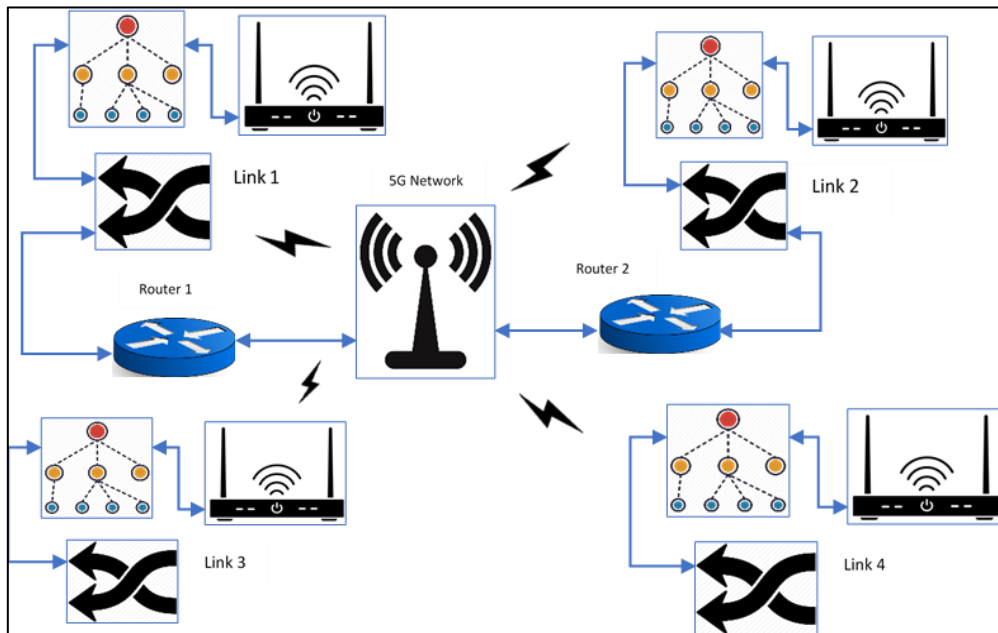 Link 1
5G Network
Link 2
Router 1
Router 2
Link 3
Link 4